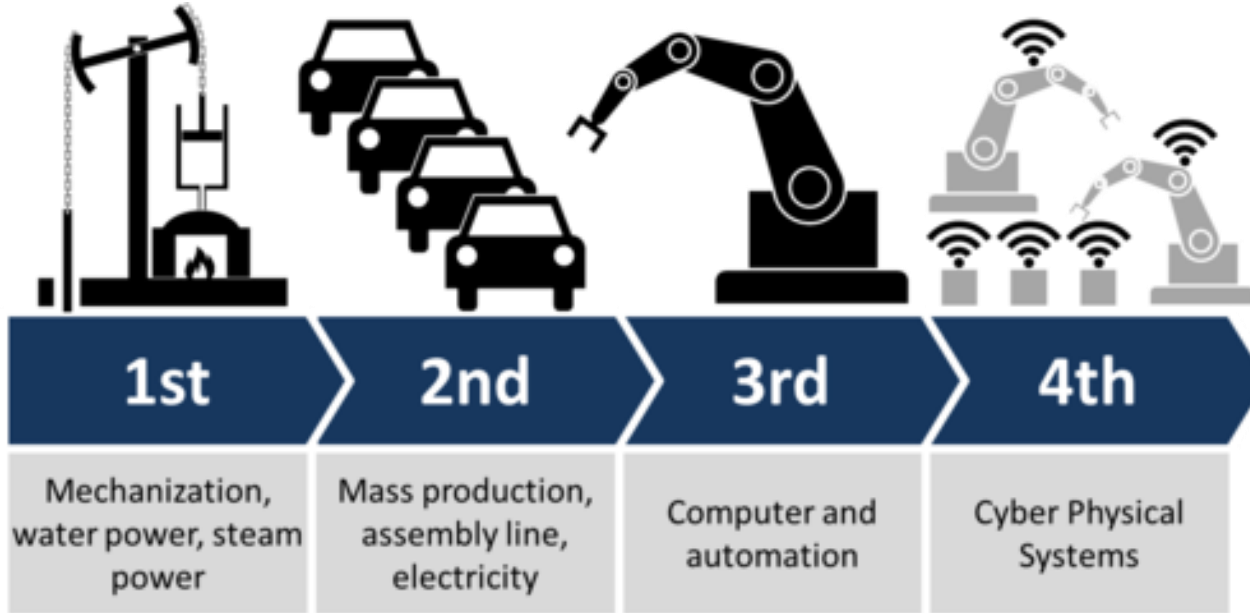 1st
2nd
3rd
4th
Mechanization,
water power, steam
power
Mass production,
assembly line,
electricity
Computer and
automation
Cyber Physical
Systems